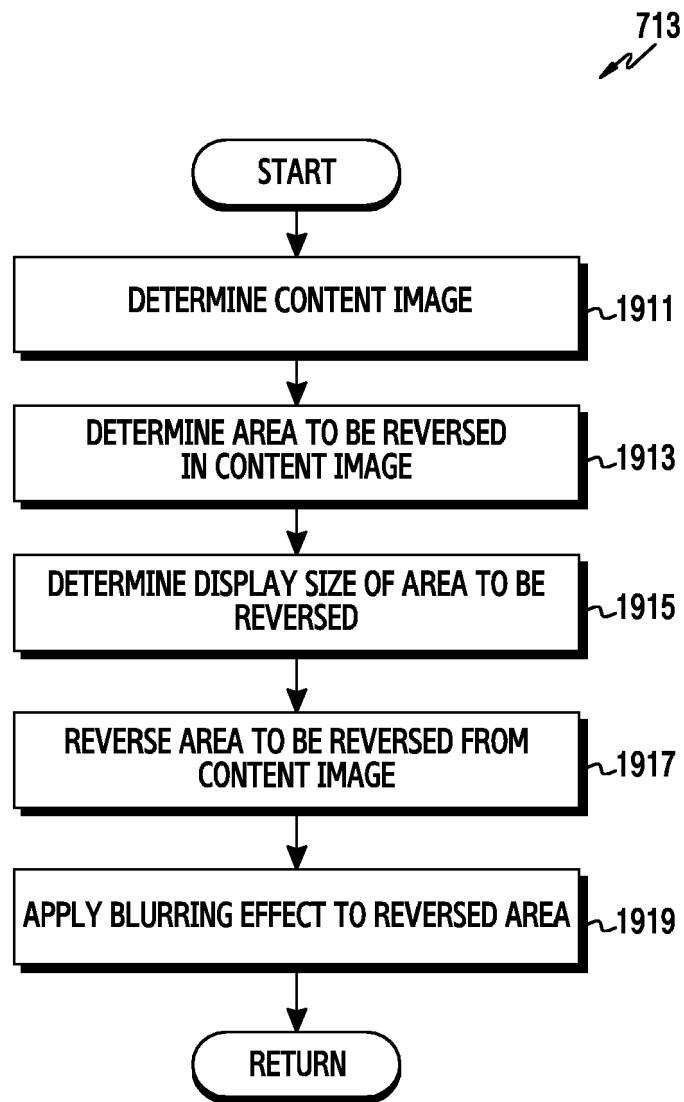 713
START
DETERMINE CONTENT IMAGE
1911
DETERMINE AREA TO BE REVERSED
IN CONTENT IMAGE
1913
DETERMINE DISPLAY SIZE OF AREA TO BE
REVERSED
1915
REVERSE AREA TO BE REVERSED FROM
CONTENT IMAGE
1917
APPLY BLURRING EFFECT TO REVERSED AREA
1919
RETURN